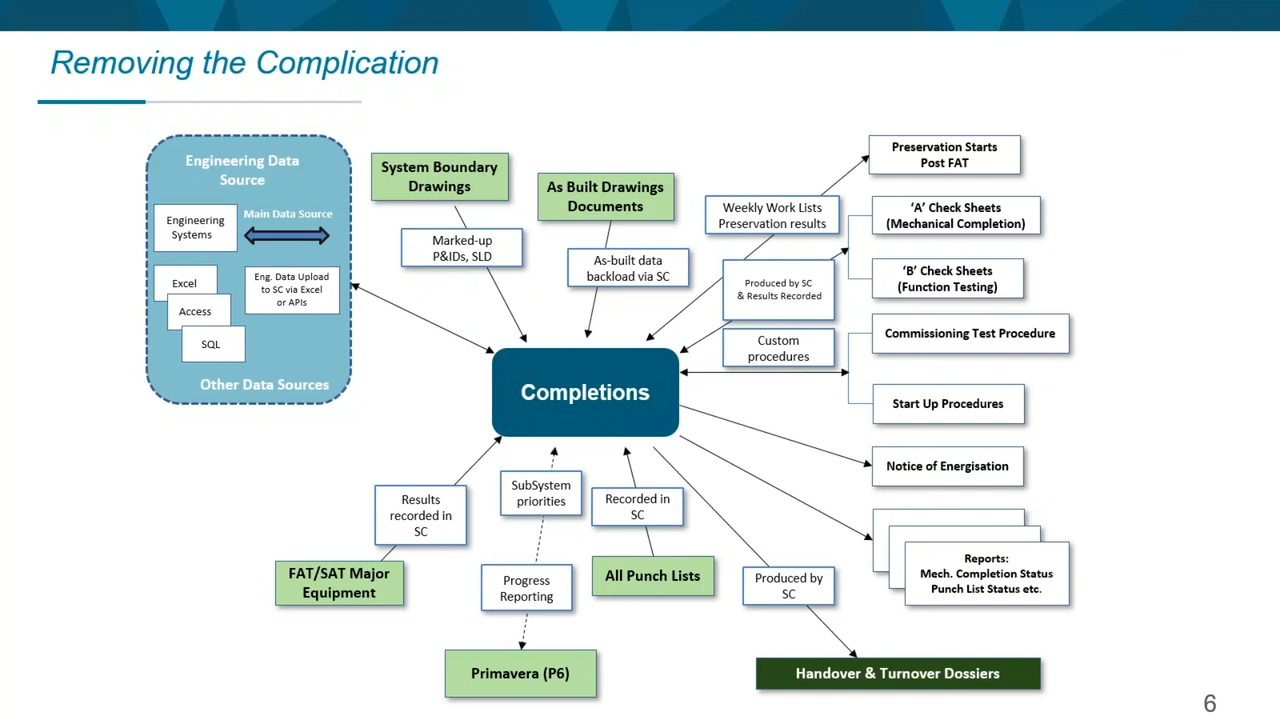 Removing the Complication
Engineering Data
Source
Engineering
Systems
Main Data Source
Excel
Access
SQL
Eng. Data Upload
to SC via Excel
or APIs
Other Data Sources
System Boundary
Drawings
Marked-up
P&IDs, SLD
As Built Drawings
Documents
As-built data
backload via SC
Weekly Work Lists
Preservation results
Produced by SC
& Results Recorded
Custom
procedures
Preservation Starts
Post FAT
‘A’ Check Sheets
(Mechanical Completion)
‘B’ Check Sheets
(Function Testing)
Commissioning Test Procedure
Start Up Procedures
Completions
Notice of Energisation
Reports:
Mech. Completion Status
Punch List Status etc.
Results
recorded in
SC
FAT/SAT Major
Equipment
SubSystem
priorities
Progress
Reporting
Primavera (P6)
Recorded in
SC
All Punch Lists
Produced by
SC
Handover & Turnover Dossiers
6